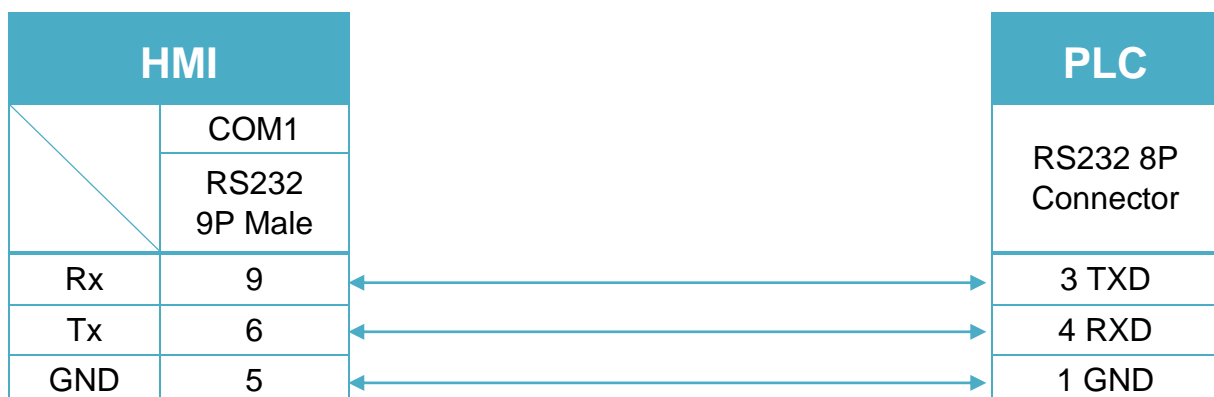 HMI PLC
COM1
RS232
9P Male
RS232 8P
Connector
Rx 9 3 TXD
Tx 6 4 RXD
GND 5 1 GND